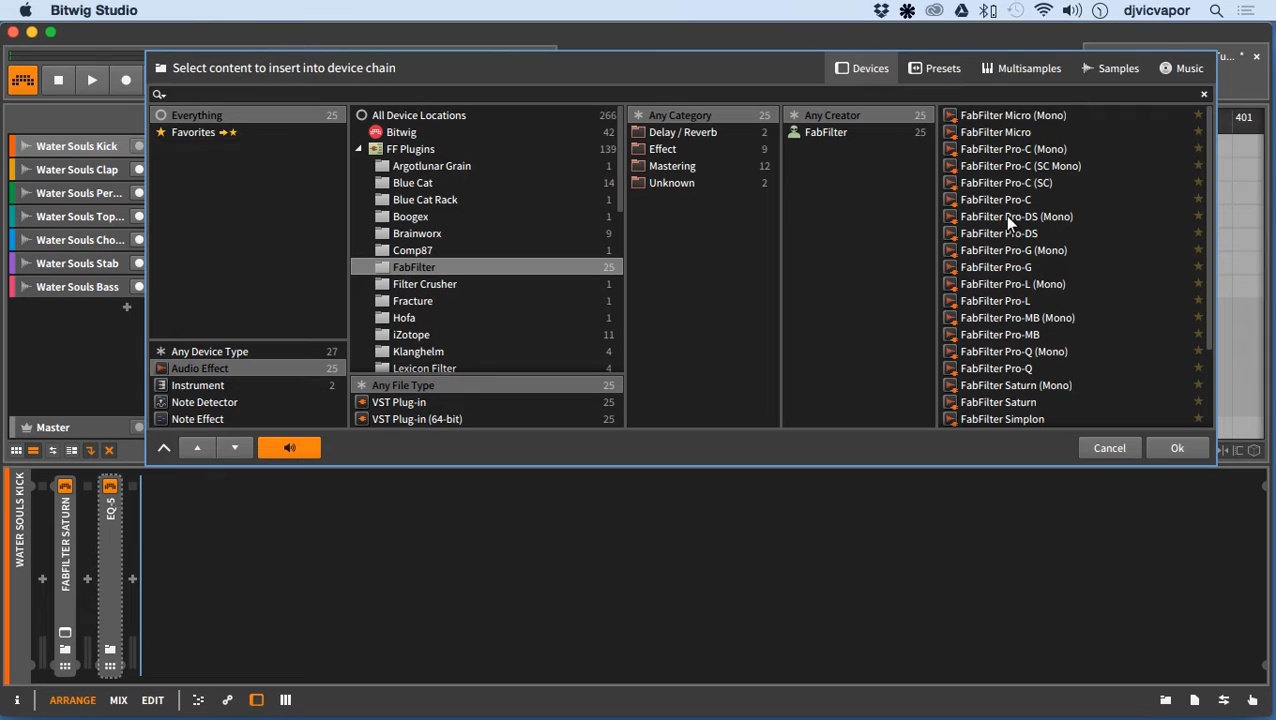 Bitwig Studio
djvicvapor
Select content to insert into device chain
Devices
Presets
Multisamples
Samples
Music
Tu... *
401
Everything 25
Favorites
Any Device Type 27
Audio Effect 25
Instrument 2
Note Detector
Note Effect
All Device Locations 266
Bitwig 42
FF Plugins 139
Argotlunar Grain 1
Blue Cat 14
Blue Cat Rack 1
Boogex 1
Brainworx 9
Comp87 1
FabFilter 25
Filter Crusher 1
Fracture 1
Hofa 1
iZotope 11
Klanghelm 2
Lexicon Filter 4
Any File Type 25
VST Plug-in 25
VST Plug-in (64-bit) 25
Any Category 25
Delay / Reverb 2
Effect 9
Mastering 12
Unknown 2
Any Creator 25
FabFilter 25
FabFilter Micro (Mono)
FabFilter Micro
FabFilter Pro-C (Mono)
FabFilter Pro-C (SC Mono)
FabFilter Pro-C (SC)
FabFilter Pro-C
FabFilter Pro-DS (Mono)
FabFilter Pro-DS
FabFilter Pro-G (Mono)
FabFilter Pro-G
FabFilter Pro-L (Mono)
FabFilter Pro-L
FabFilter Pro-MB (Mono)
FabFilter Pro-MB
FabFilter Pro-Q (Mono)
FabFilter Pro-Q
FabFilter Saturn (Mono)
FabFilter Saturn
FabFilter Simplon
Cancel
Ok
Water Souls Kick
Water Souls Clap
Water Souls Per...
Water Souls Top...
Water Souls Cho...
Water Souls Stab
Water Souls Bass
Master
WATER SOULS KICK
FABFILTER SATURN
EQ-5
i
ARRANGE
MIX
EDIT